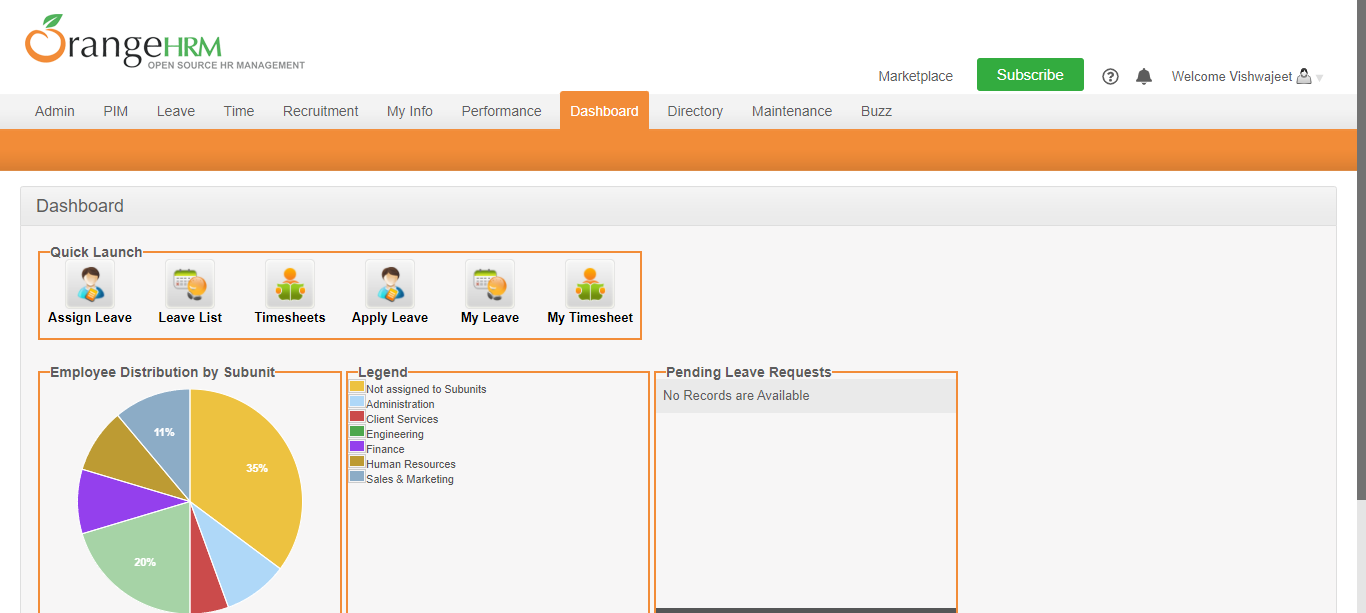 OrangeHRM
OPEN SOURCE HR MANAGEMENT
Marketplace Subscribe ? Welcome Vishwajeet
Admin PIM Leave Time Recruitment My Info Performance Dashboard Directory Maintenance Buzz
Dashboard
Quick Launch
Assign Leave Leave List Timesheets Apply Leave My Leave My Timesheet
Employee Distribution by Subunit
11%
35%
20%
Legend
Not assigned to Subunits
Administration
Client Services
Engineering
Finance
Human Resources
Sales & Marketing
Pending Leave Requests
No Records are Available